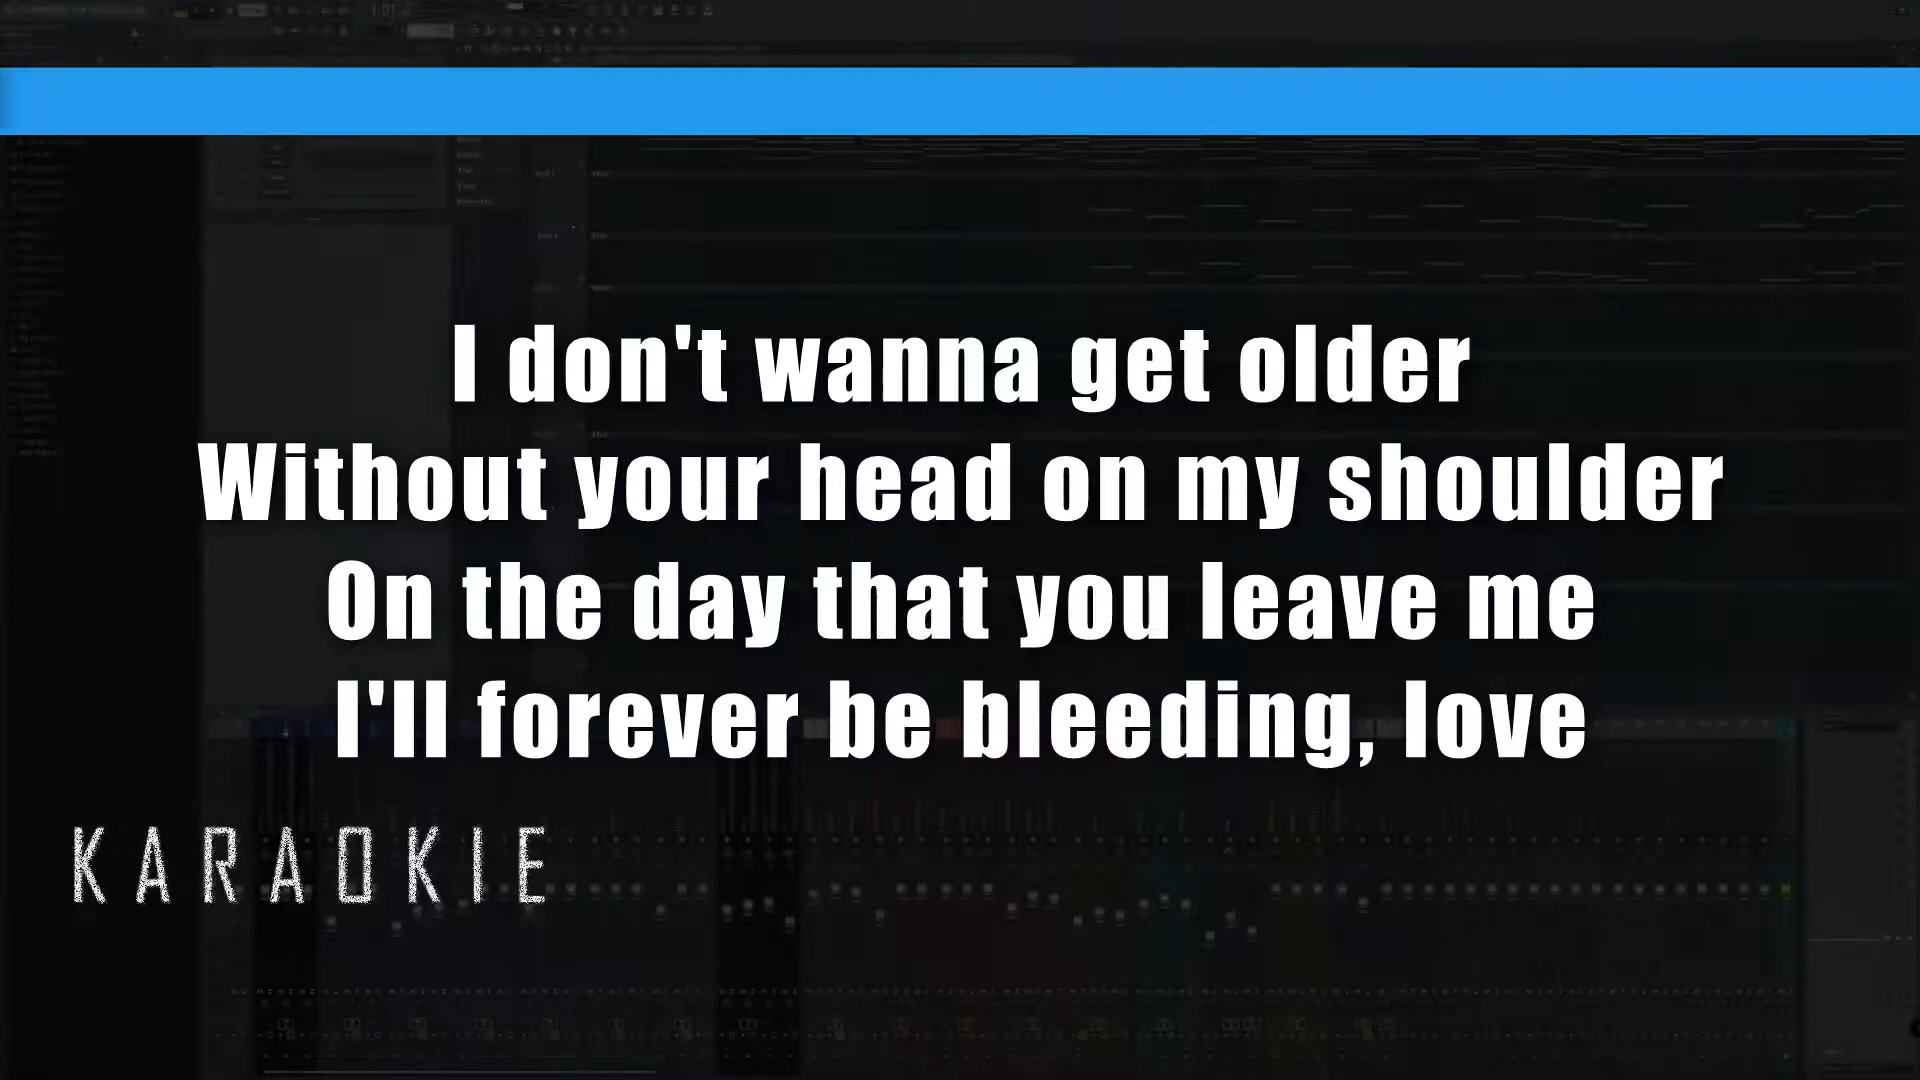 I don't wanna get older
Without your head on my shoulder
On the day that you leave me
I'll forever be bleeding, love
KARAOKIE